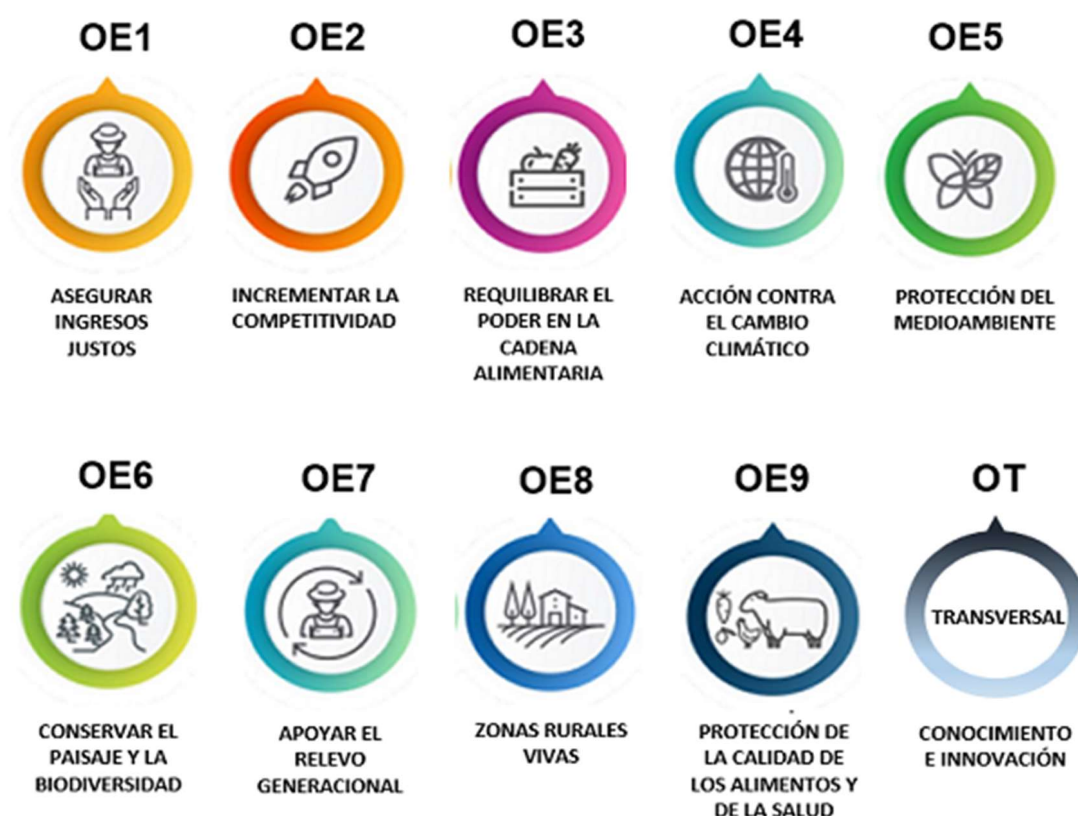 OE1
OE2
OE3
OE4
OE5
ASEGURAR
INGRESOS
JUSTOS
INCREMENTAR LA
COMPETITIVIDAD
REQUILIBRAR EL
PODER EN LA
CADENA
ALIMENTARIA
ACCIÓN CONTRA
EL CAMBIO
CLIMÁTICO
PROTECCIÓN DEL
MEDIOAMBIENTE
OE6
OE7
OE8
OE9
OT
TRANSVERSAL
CONSERVAR EL
PAISAJE Y LA
BIODIVERSIDAD
APOYAR EL
RELEVO
GENERACIONAL
ZONAS RURALES
VIVAS
PROTECCIÓN DE
LA CALIDAD DE
LOS ALIMENTOS Y
DE LA SALUD
CONOCIMIENTO
E INNOVACIÓN